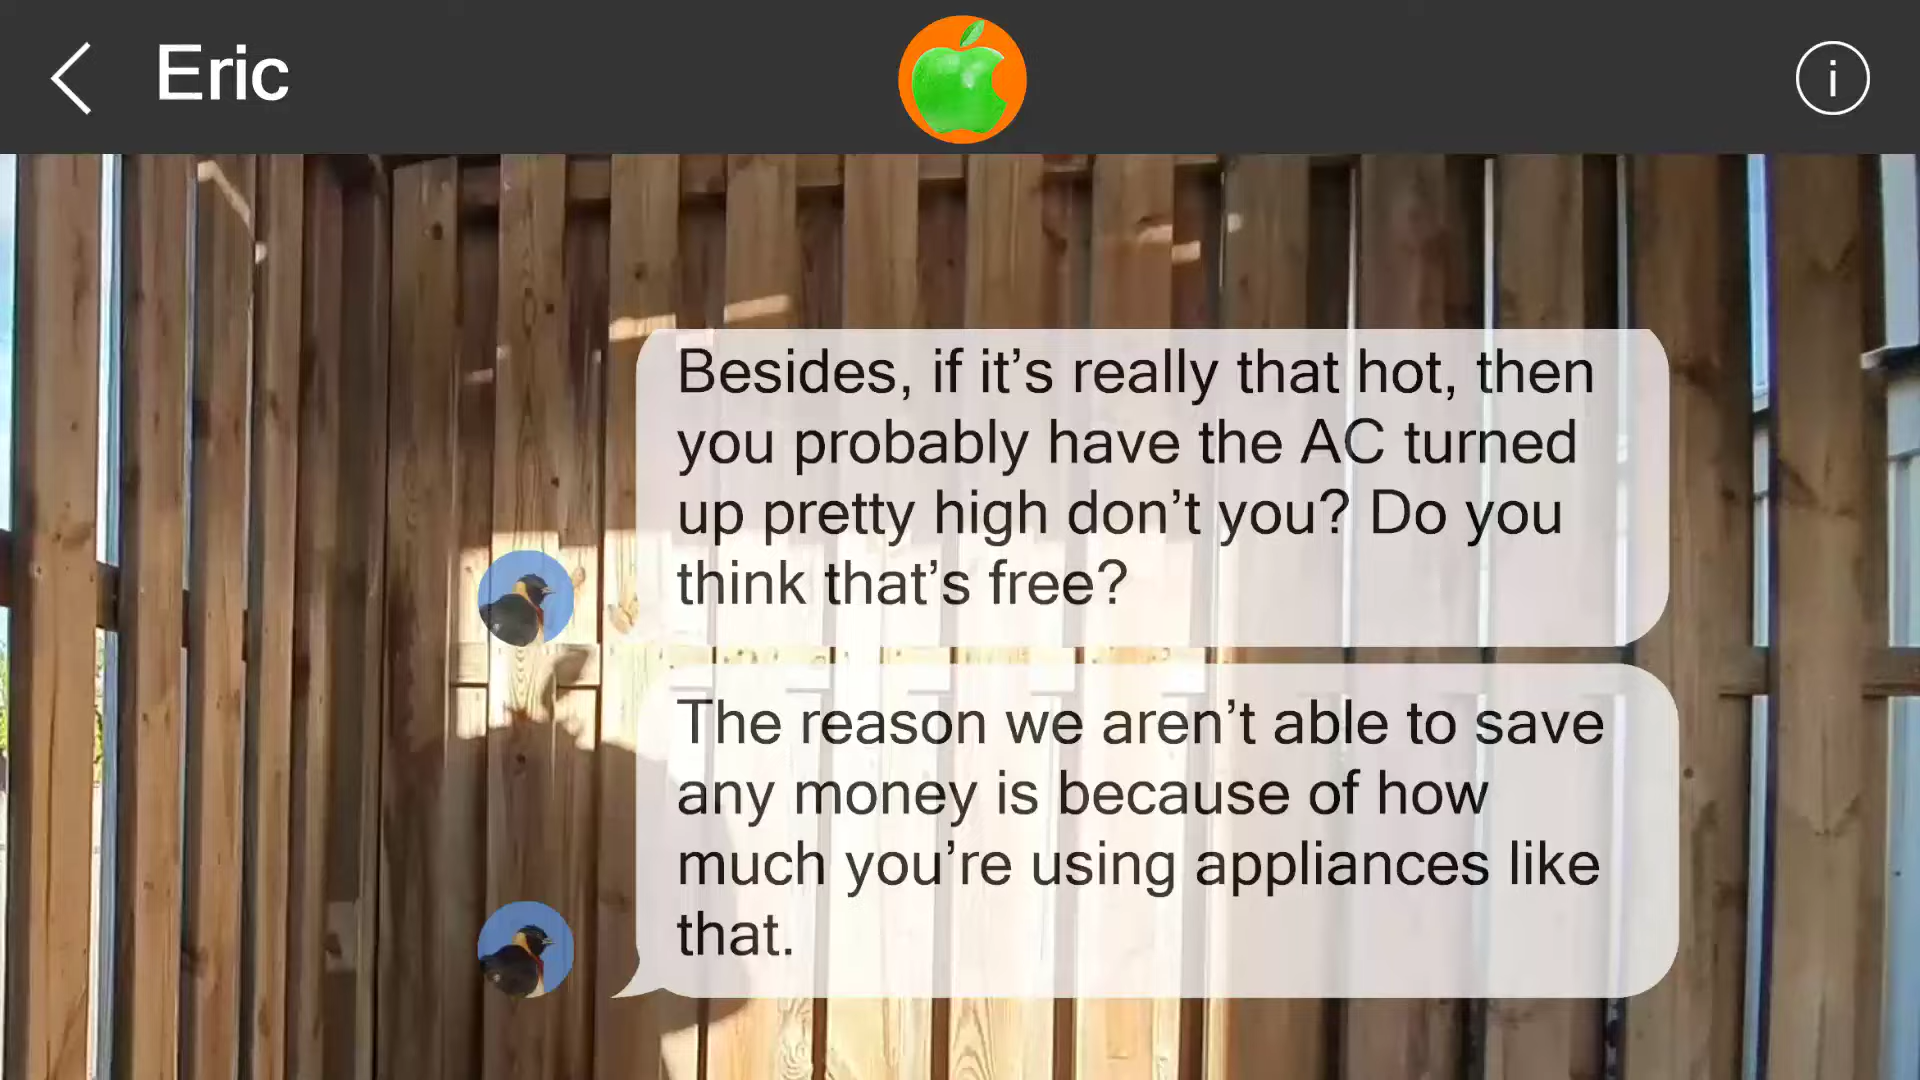 Eric
i
Besides, if it’s really that hot, then
you probably have the AC turned
up pretty high don’t you? Do you
think that’s free?
The reason we aren’t able to save
any money is because of how
much you’re using appliances like
that.